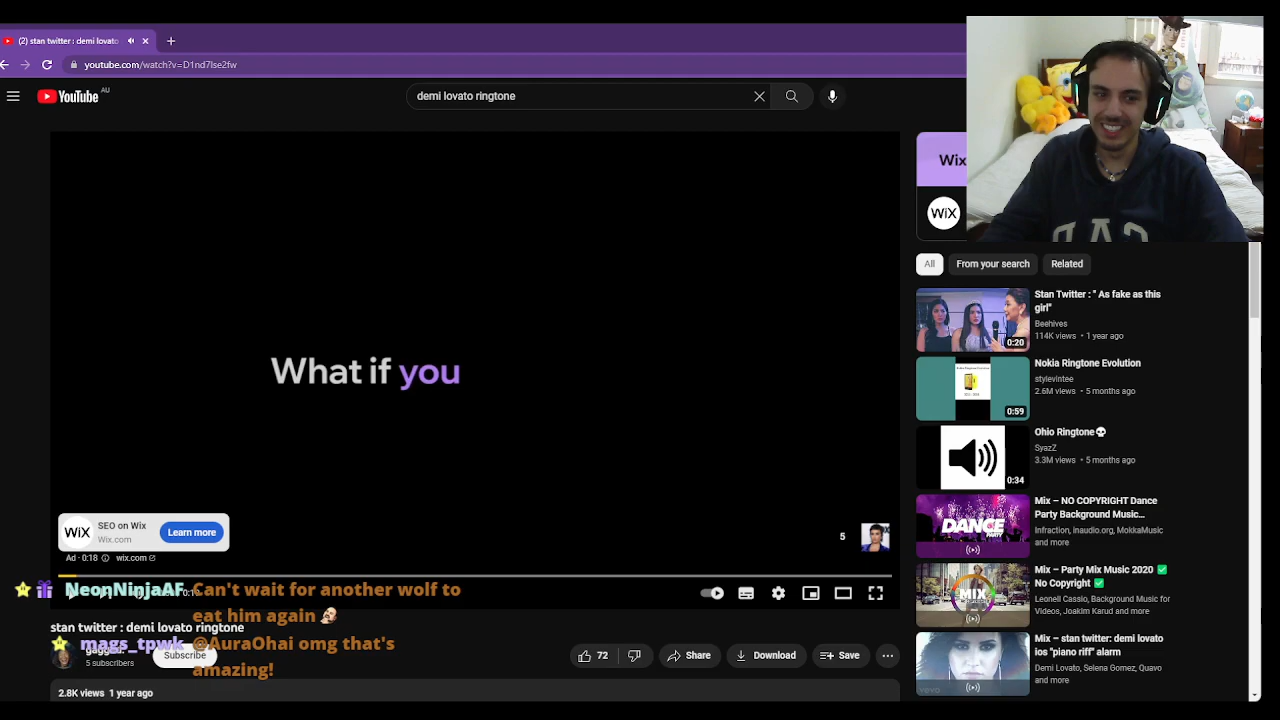 (2) stan twitter : demi lovato
youtube.com/watch?v=D1nd7lse2fw
YouTube AU
demi lovato ringtone
Wix
WiX
All
From your search
Related
What if you
Stan Twitter : " As fake as this
girl"
Beehives
114K views • 1 year ago
0:20
Nokia Ringtone Evolution
stylevintee
2.6M views • 5 months ago
0:59
Ohio Ringtone💀
SyazZ
3.3M views • 5 months ago
0:34
Mix – NO COPYRIGHT Dance
Party Background Music...
Infraction, inaudio.org, MokkaMusic
and more
DANCE
PARTY
Mix – Party Mix Music 2020 ✅
No Copyright ✅
Leonell Cassio, Background Music for
Videos, Joakim Karud and more
MIX
Mix – stan twitter: demi lovato
ios "piano riff" alarm
Demi Lovato, Selena Gomez, Quavo
and more
vevo
WiX
SEO on Wix
Wix.com
Learn more
Ad · 0:18
wix.com
5
NeonNinjaAF Can't wait for another wolf to
eat him again
stan twitter : demi lovato ringtone
mags_tpwk @AuraOhai omg that's
amazing!
5 subscribers
Subscribe
72
Share
Download
Save
2.8K views 1 year ago
GAP